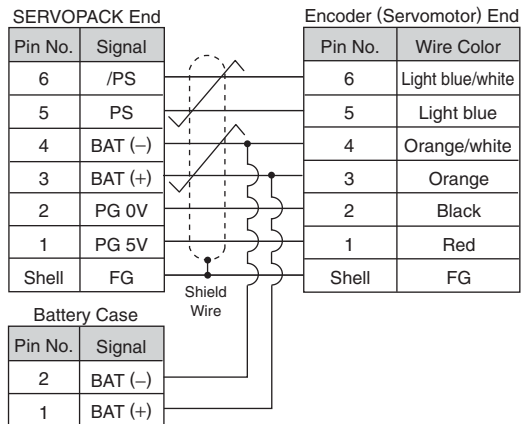 SERVOPACK End
Encoder (Servomotor) End
Pin No. Signal Pin No. Wire Color
6 /PS 6 Light blue/white
5 PS 5 Light blue
4 BAT (−) 4 Orange/white
3 BAT (+) 3 Orange
2 PG 0V 2 Black
1 PG 5V 1 Red
Shell FG Shell FG
Shield
Wire
Battery Case
Pin No. Signal
2 BAT (−)
1 BAT (+)